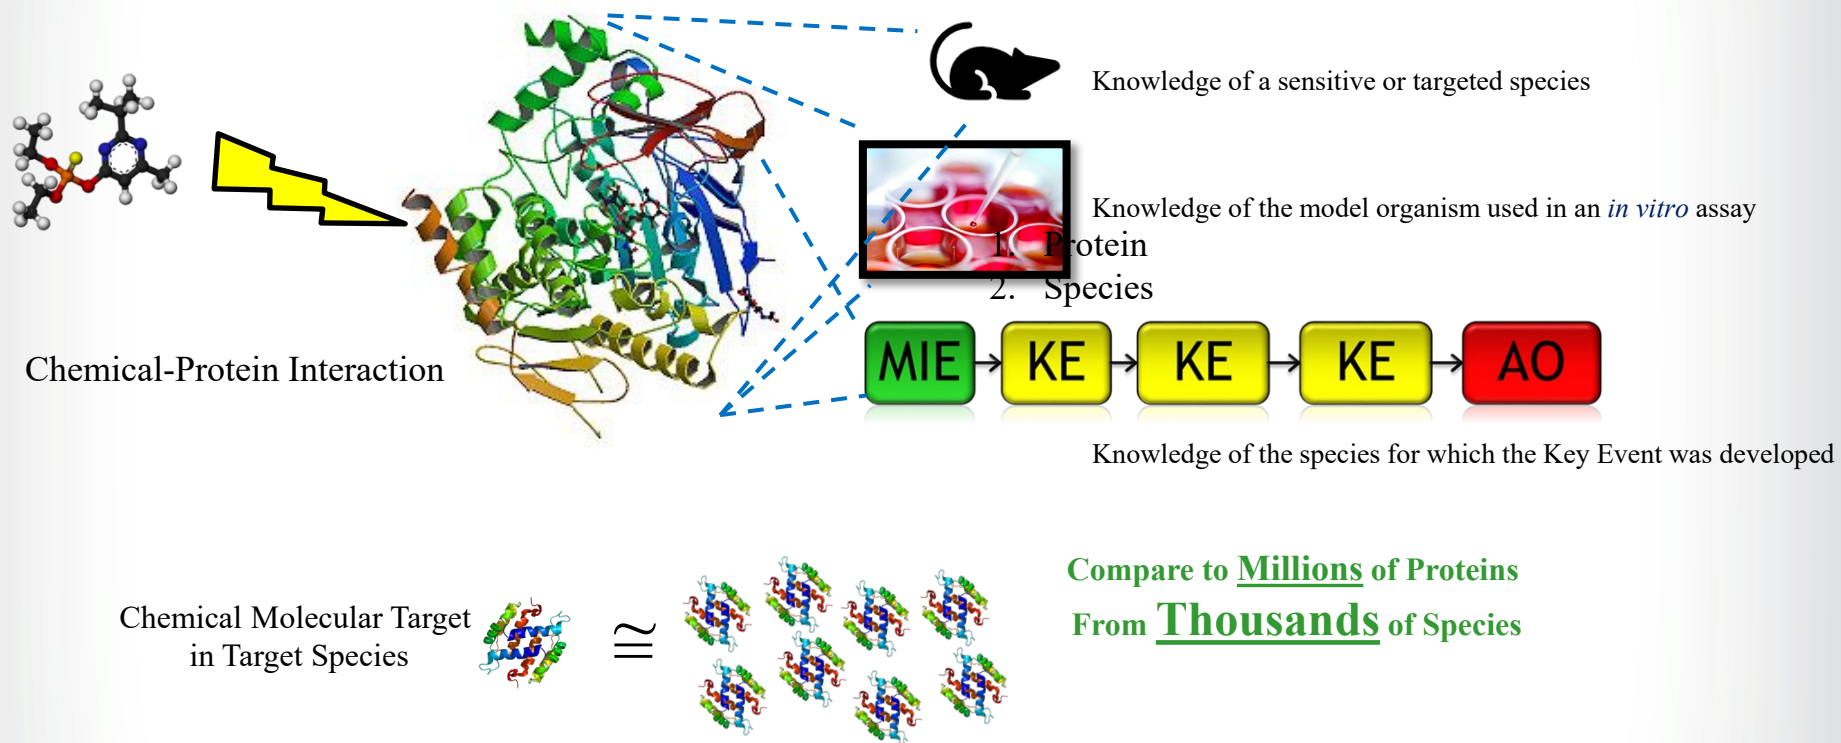 Knowledge of a sensitive or targeted species
Knowledge of the model organism used in an in vitro assay
1. Protein
2. Species
MIE KE KE KE AO
Chemical-Protein Interaction
Knowledge of the species for which the Key Event was developed
Chemical Molecular Target
in Target Species
≅
Compare to Millions of Proteins
From Thousands of Species